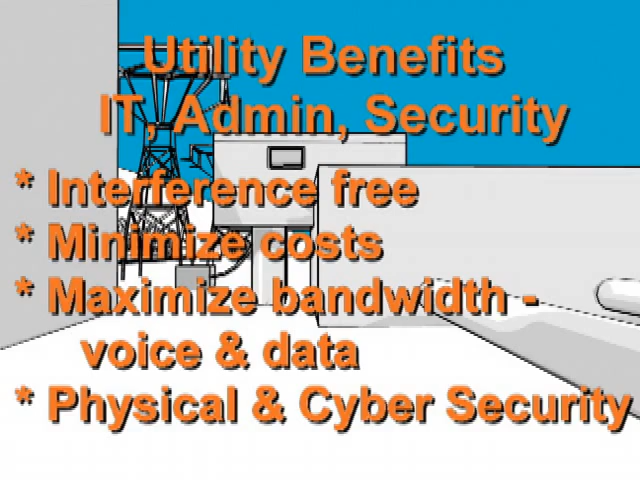 Utility Benefits
IT, Admin, Security
* Interference free
* Minimize costs
* Maximize bandwidth -
voice & data
* Physical & Cyber Security